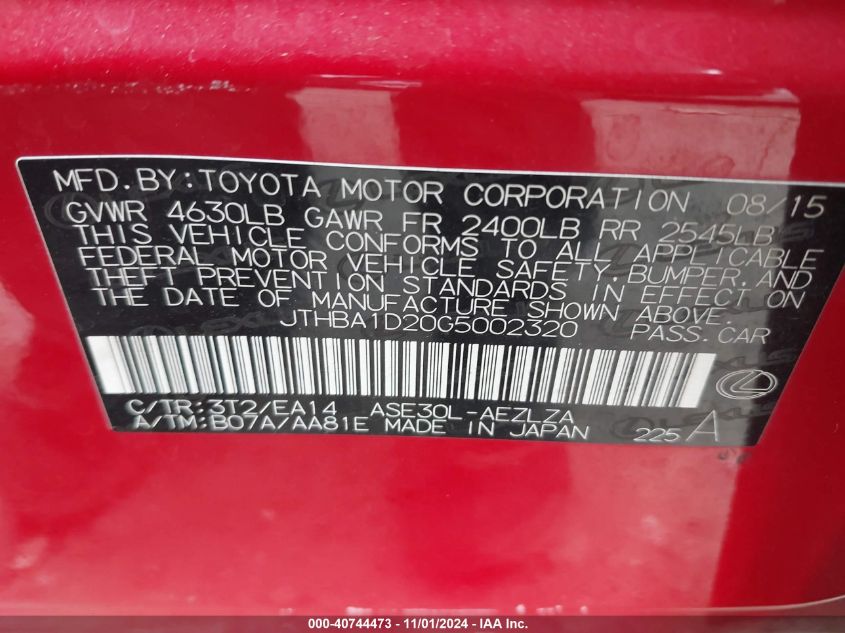 MFD.BY:TOYOTA MOTOR CORPORATION 08/15
GVWR 4630LB GAWR FR 2400LB RR 2545LB
THIS VEHICLE CONFORMS TO ALL APPLICABLE
FEDERAL MOTOR VEHICLE SAFETY,BUMPER,AND
THEFT PREVENTION STANDARDS IN EFFECT ON
THE DATE OF MANUFACTURE SHOWN ABOVE.
JTHBA1D20G5002320 PASS.CAR
C/TR:3T2/EA14 ASE30L-AEZLZA
A/TM:B07A/AA81E MADE IN JAPAN 225 A
000-40744473 - 11/01/2024 - IAA Inc.